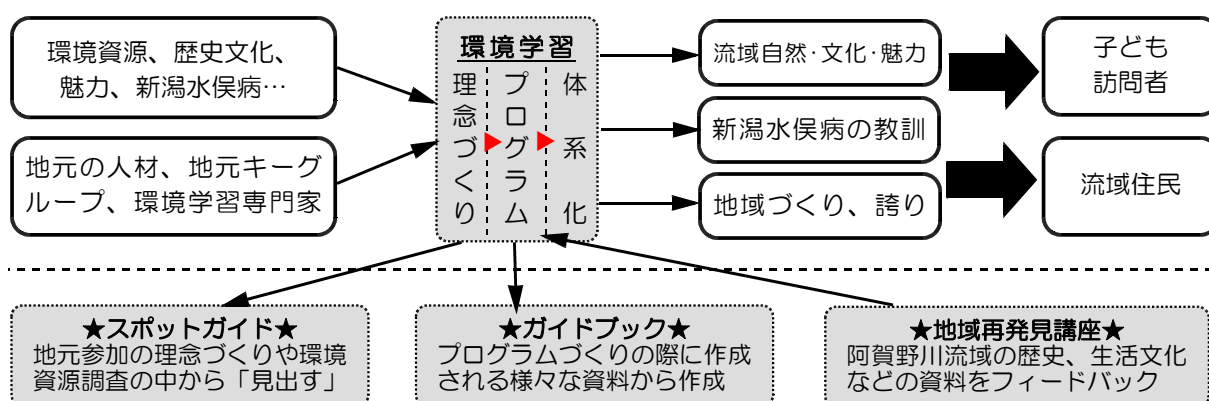 環境資源、歴史文化、
魅力、新潟水俣病…
地元の人材、地元キーグ
ループ、環境学習専門家
環境学習
理念づくり
プログラム
体系化
流域自然・文化・魅力
新潟水俣病の教訓
地域づくり、誇り
子ども
訪問者
流域住民
★スポットガイド★
地元参加の理念づくりや環境
資源調査の中から「見出す」
★ガイドブック★
プログラムづくりの際に作成
される様々な資料から作成
★地域再発見講座★
阿賀野川流域の歴史、生活文化
などの資料をフィードバック